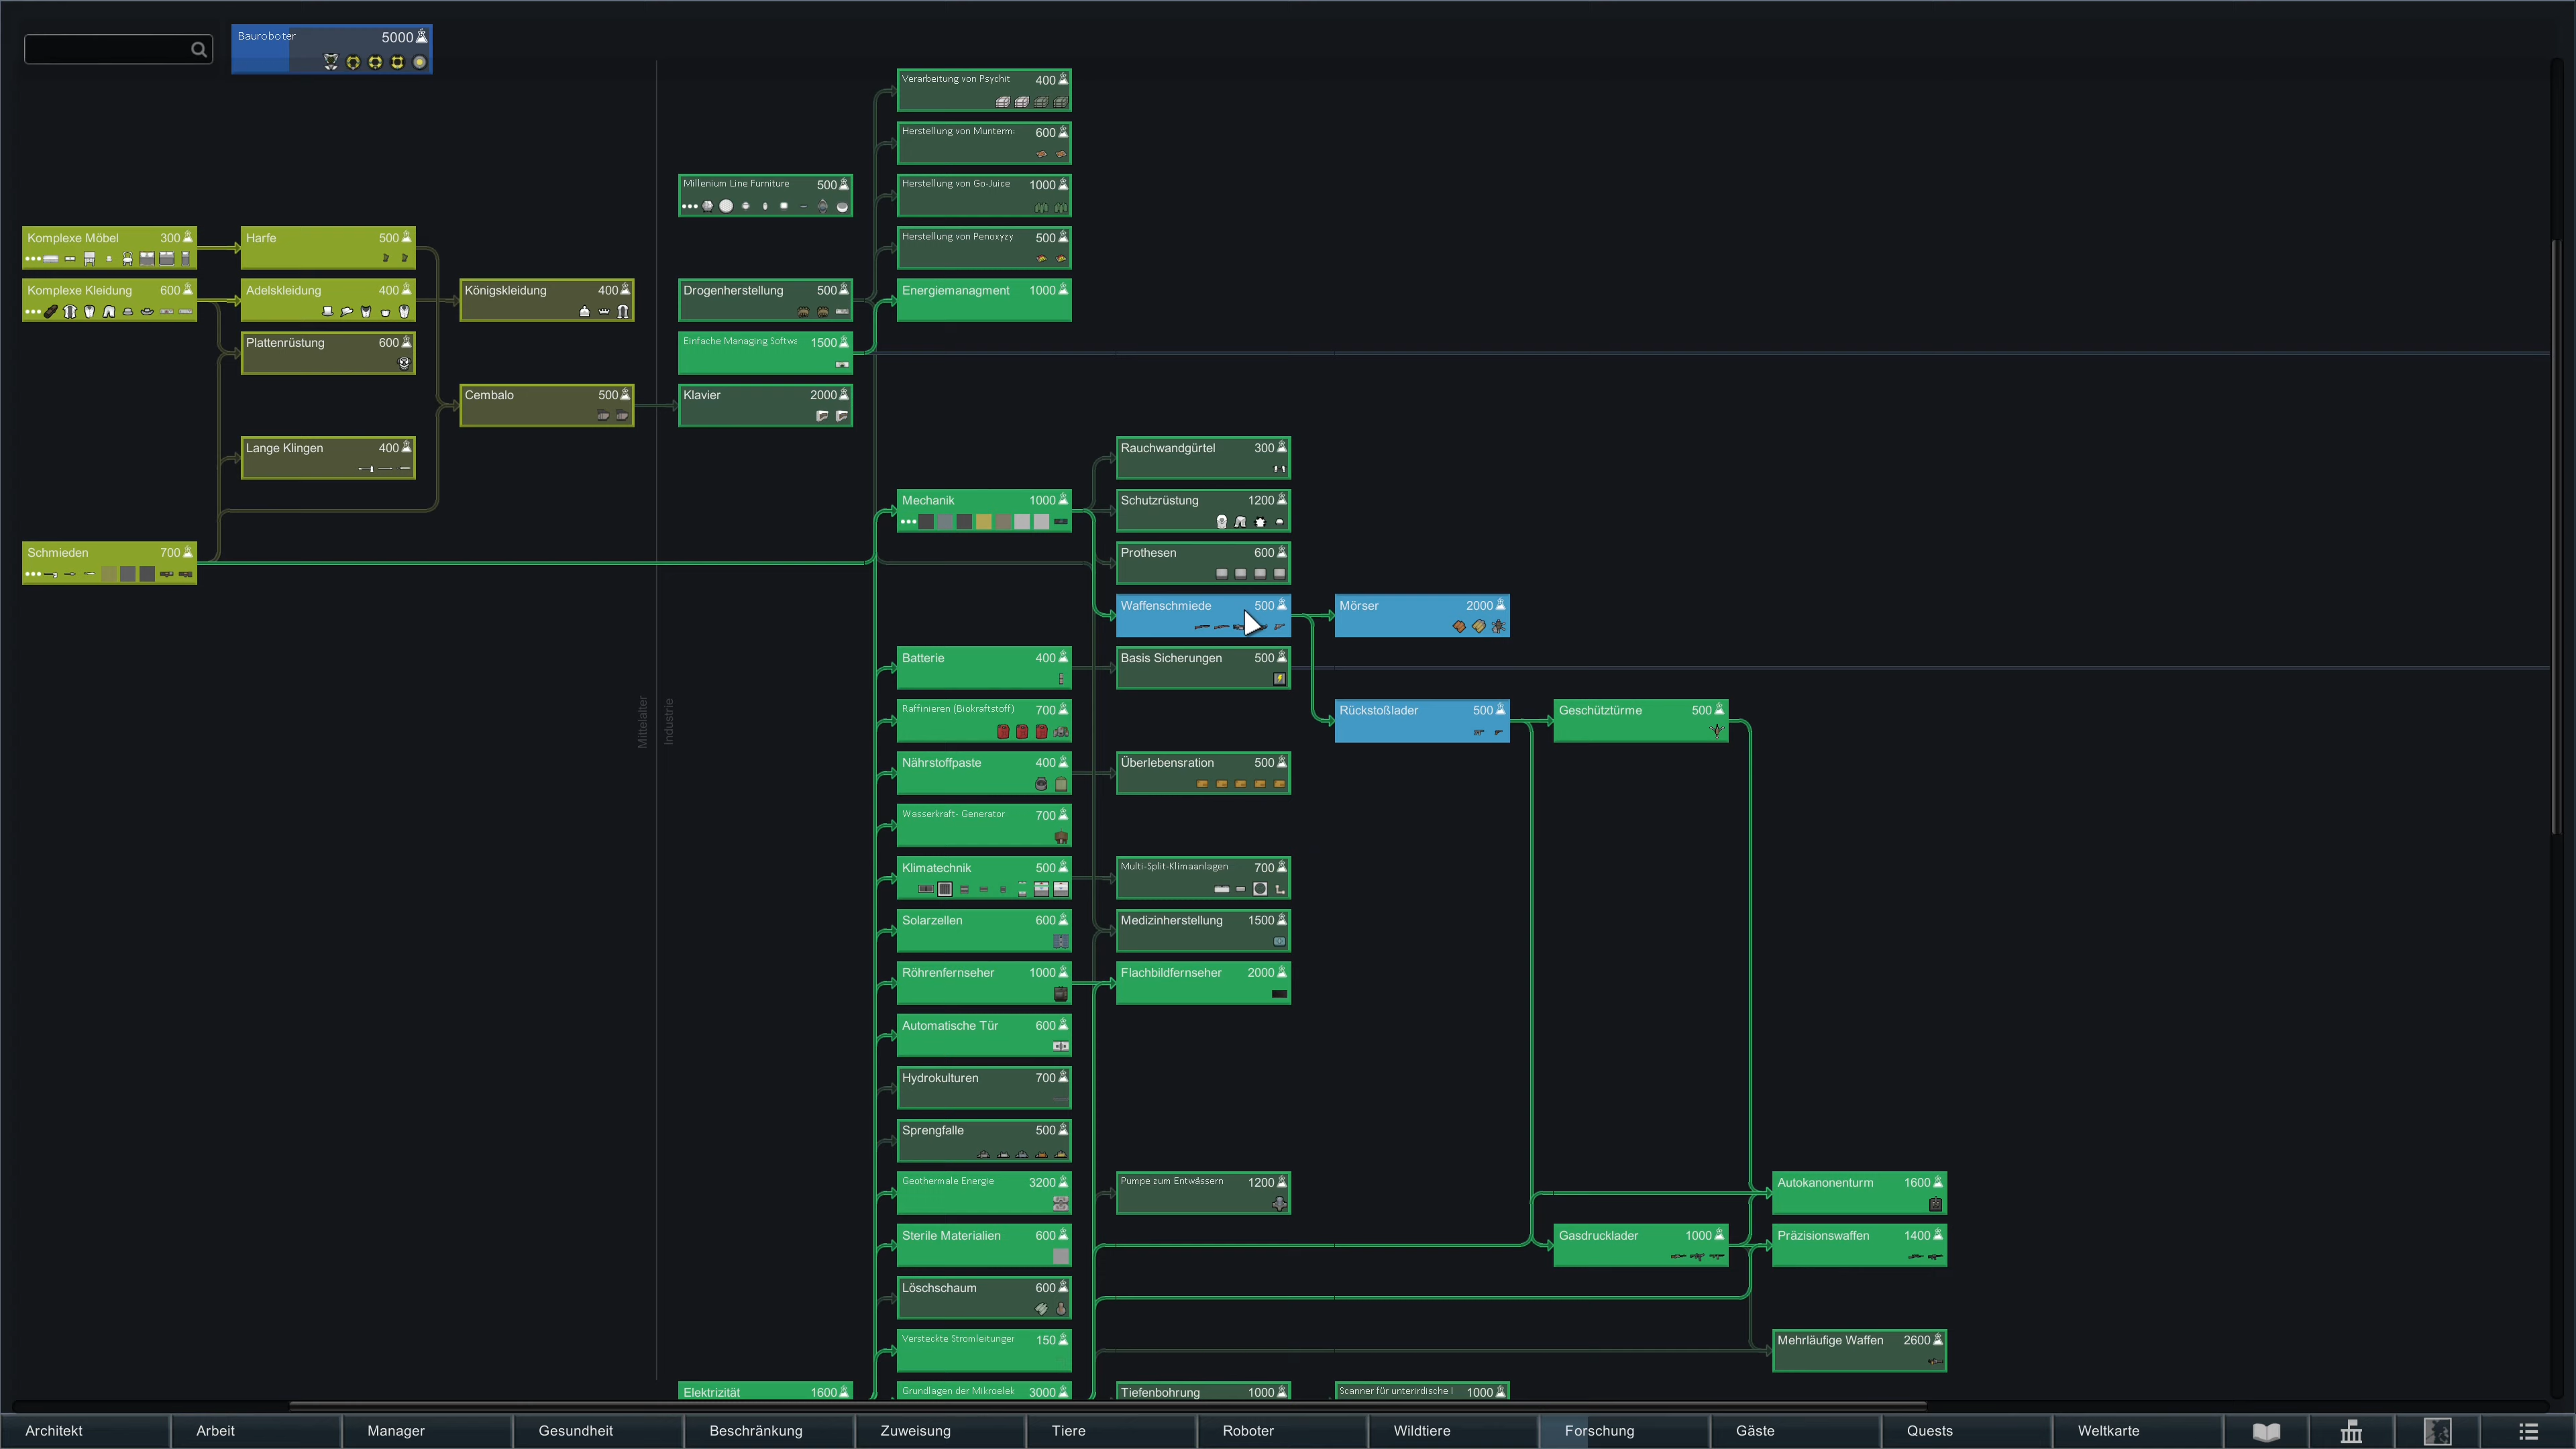 Bauroboter 5000
Verarbeitung von Psychit 400
Herstellung von Munterm: 600
Millenium Line Furniture 500
Herstellung von Go-Juice 1000
Komplexe Möbel 300
Harfe 500
Herstellung von Penoxyzy 500
Komplexe Kleidung 600
Adelskleidung 400
Königskleidung 400
Drogenherstellung 500
Energiemanagment 1000
Plattenrüstung 600
Einfache Managing Softwa 1500
Cembalo 500
Klavier 2000
Lange Klingen 400
Rauchwandgürtel 300
Mechanik 1000
Schutzrüstung 1200
Schmieden 700
Prothesen 600
Waffenschmiede 500
Mörser 2000
Batterie 400
Basis Sicherungen 500
Mittelalter
Industrie
Raffinieren (Biokraftstoff) 700
Rückstoßlader 500
Geschütztürme 500
Nährstoffpaste 400
Überlebensration 500
Wasserkraft- Generator 700
Klimatechnik 500
Multi-Split-Klimaanlagen 700
Solarzellen 600
Medizinherstellung 1500
Röhrenfernseher 1000
Flachbildfernseher 2000
Automatische Tür 600
Hydrokulturen 700
Sprengfalle 500
Geothermale Energie 3200
Pumpe zum Entwässern 1200
Autokanonenturm 1600
Sterile Materialien 600
Gasdrucklader 1000
Präzisionswaffen 1400
Löschschaum 600
Versteckte Stromleitunger 150
Mehrläufige Waffen 2600
Elektrizität 1600
Grundlagen der Mikroelek 3000
Tiefenbohrung 1000
Scanner für unterirdische l 1000
Architekt
Arbeit
Manager
Gesundheit
Beschränkung
Zuweisung
Tiere
Roboter
Wildtiere
Forschung
Gäste
Quests
Weltkarte